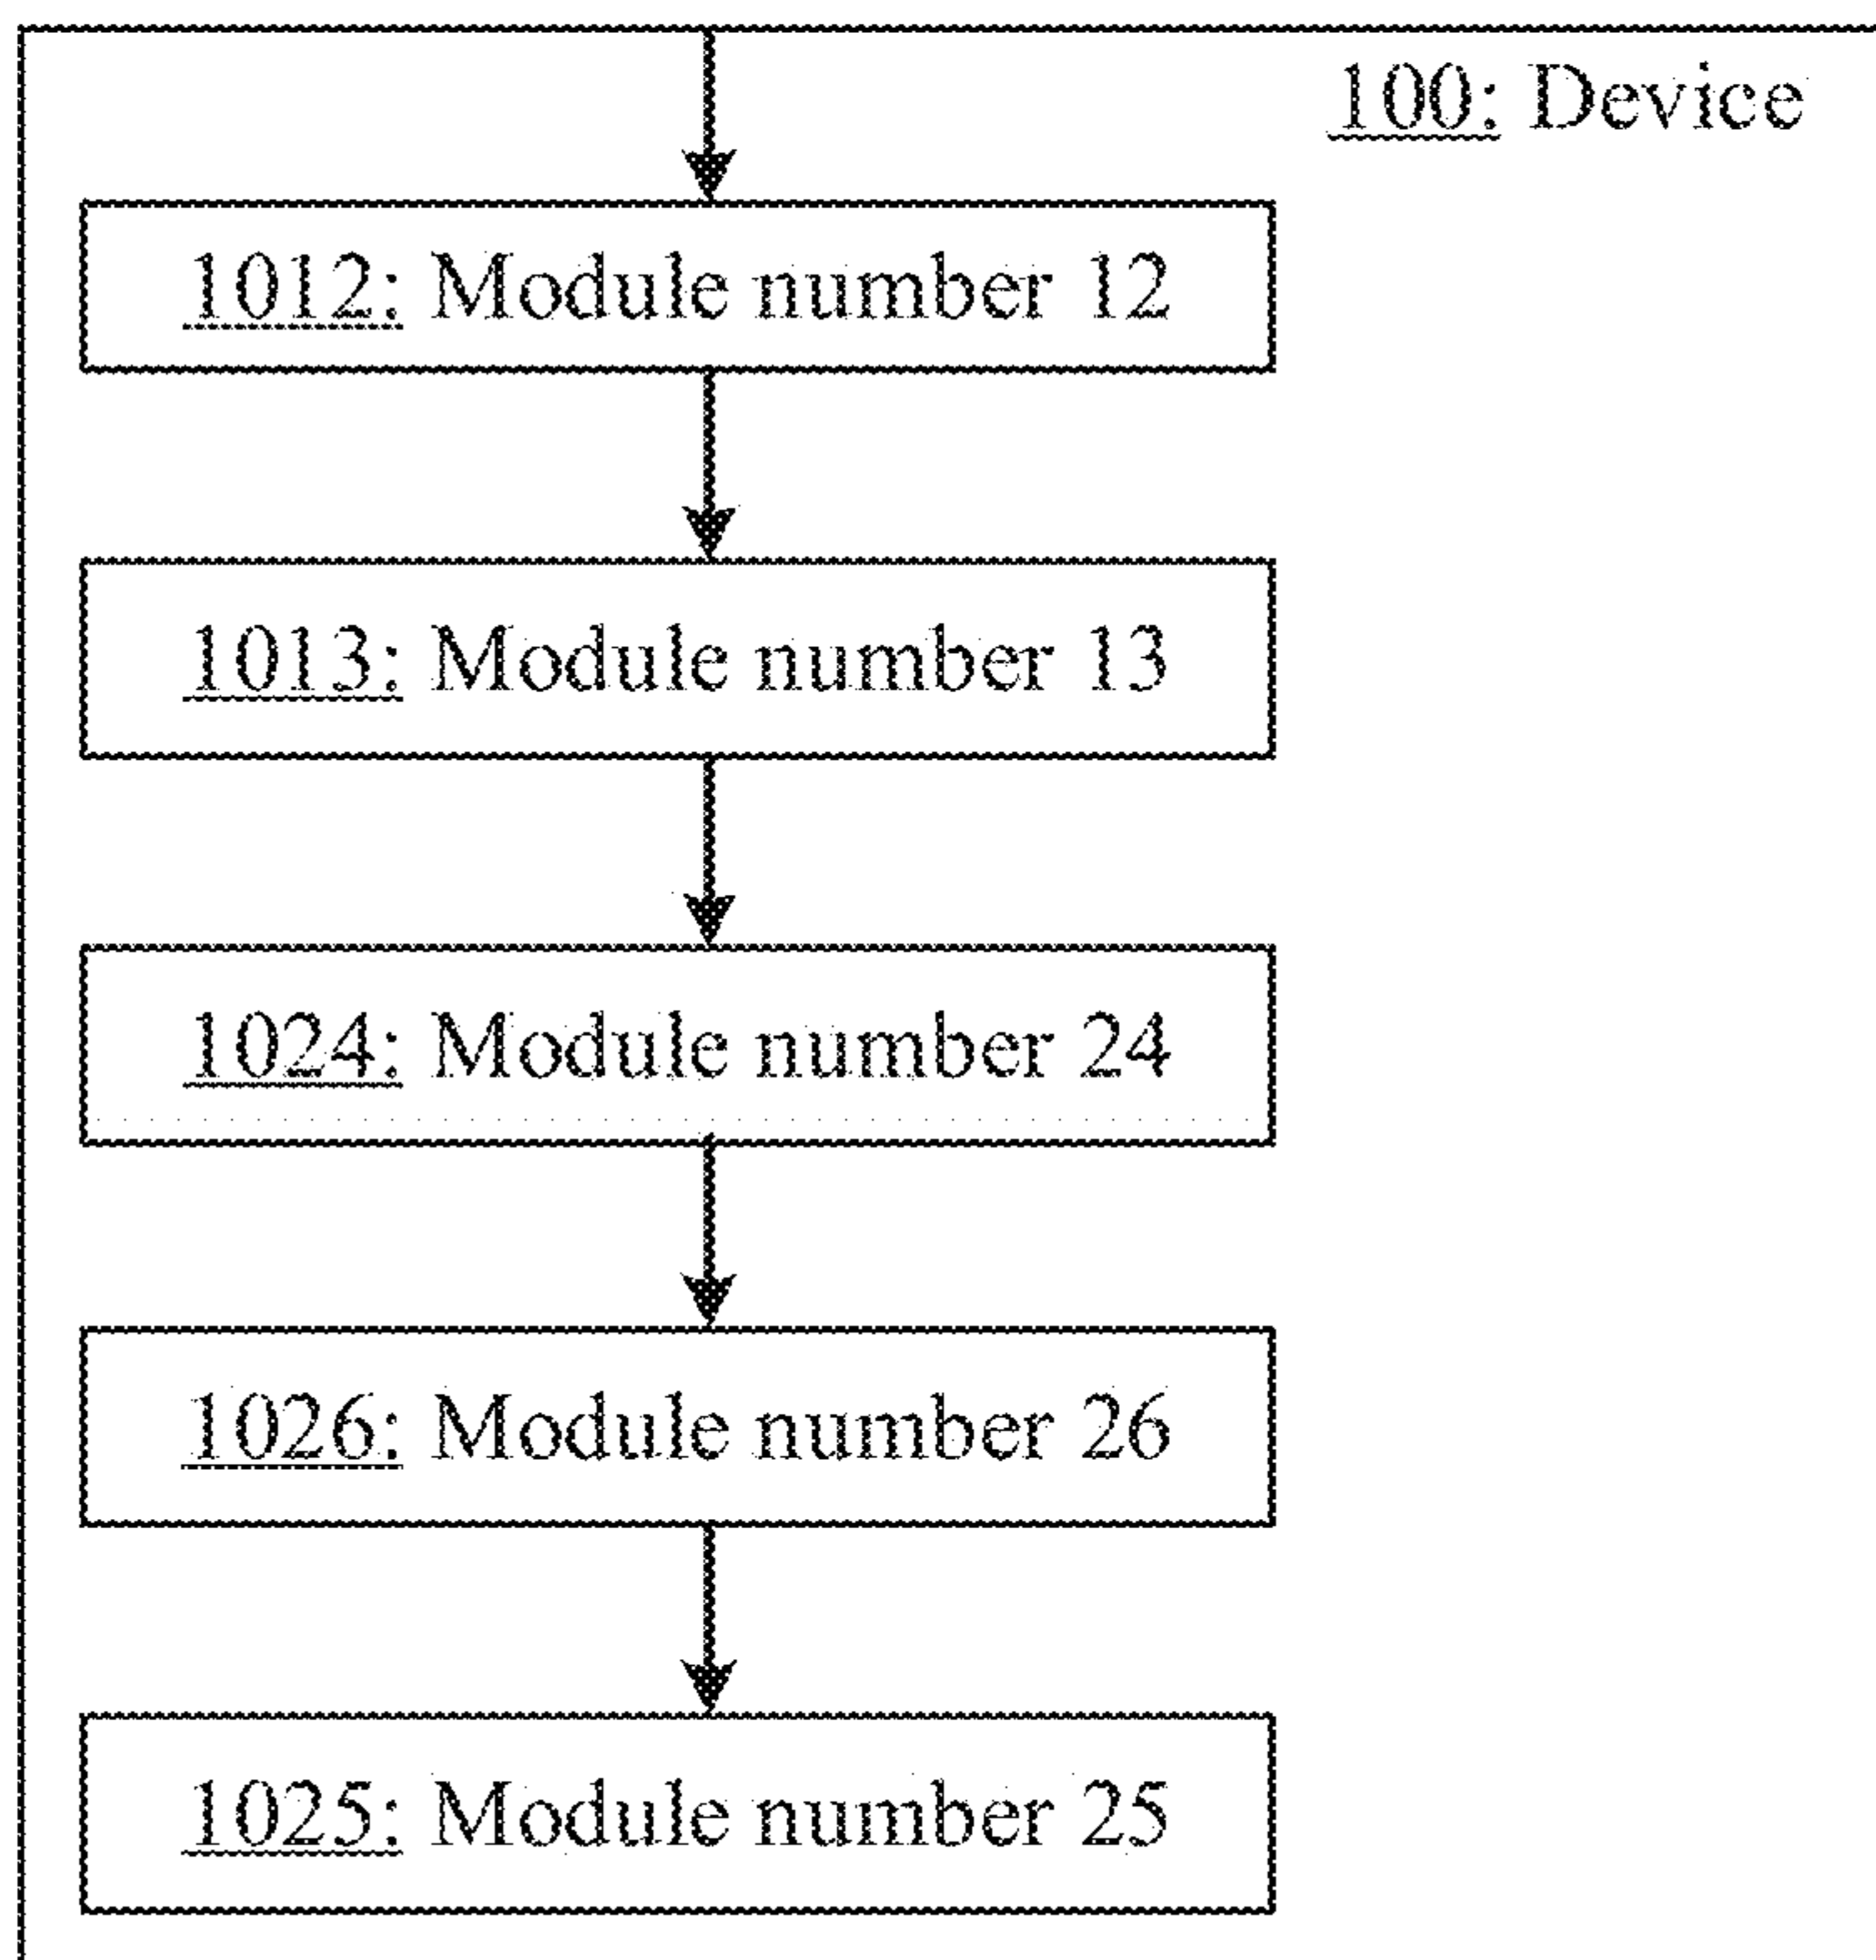 100: Device
1012: Module number 12
1013: Module number 13
1024: Module number 24
1026: Module number 26
1025: Module number 25